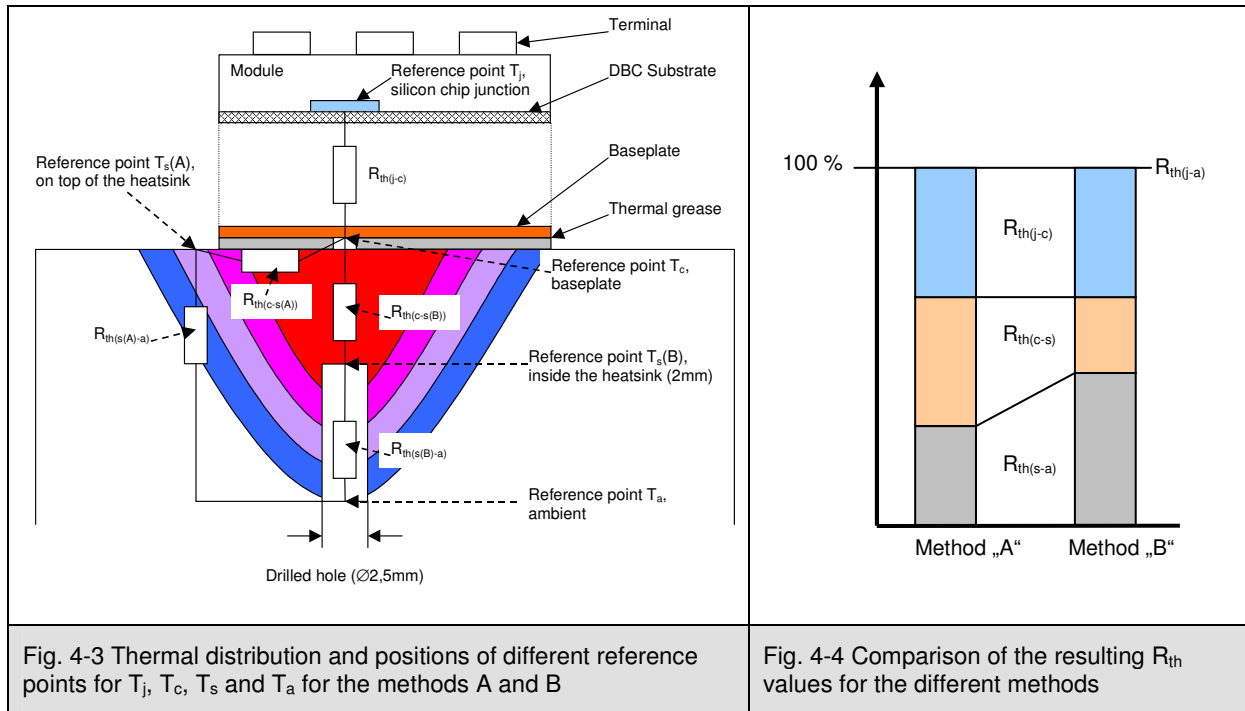 Terminal
Module
Reference point Tj,
silicon chip junction
DBC Substrate
Reference point Ts(A),
on top of the heatsink
Rth(j-c)
Baseplate
Thermal grease
Reference point Tc,
baseplate
Rth(c-s(A))
Rth(c-s(B))
Rth(s(A)-a)
Reference point Ts(B),
inside the heatsink (2mm)
Rth(s(B)-a)
Reference point Ta,
ambient
Drilled hole (∅2,5mm)
100 %
Rth(j-a)
Rth(j-c)
Rth(c-s)
Rth(s-a)
Method „A“
Method „B“
Fig. 4-3 Thermal distribution and positions of different reference
points for Tj, Tc, Ts and Ta for the methods A and B
Fig. 4-4 Comparison of the resulting Rth
values for the different methods